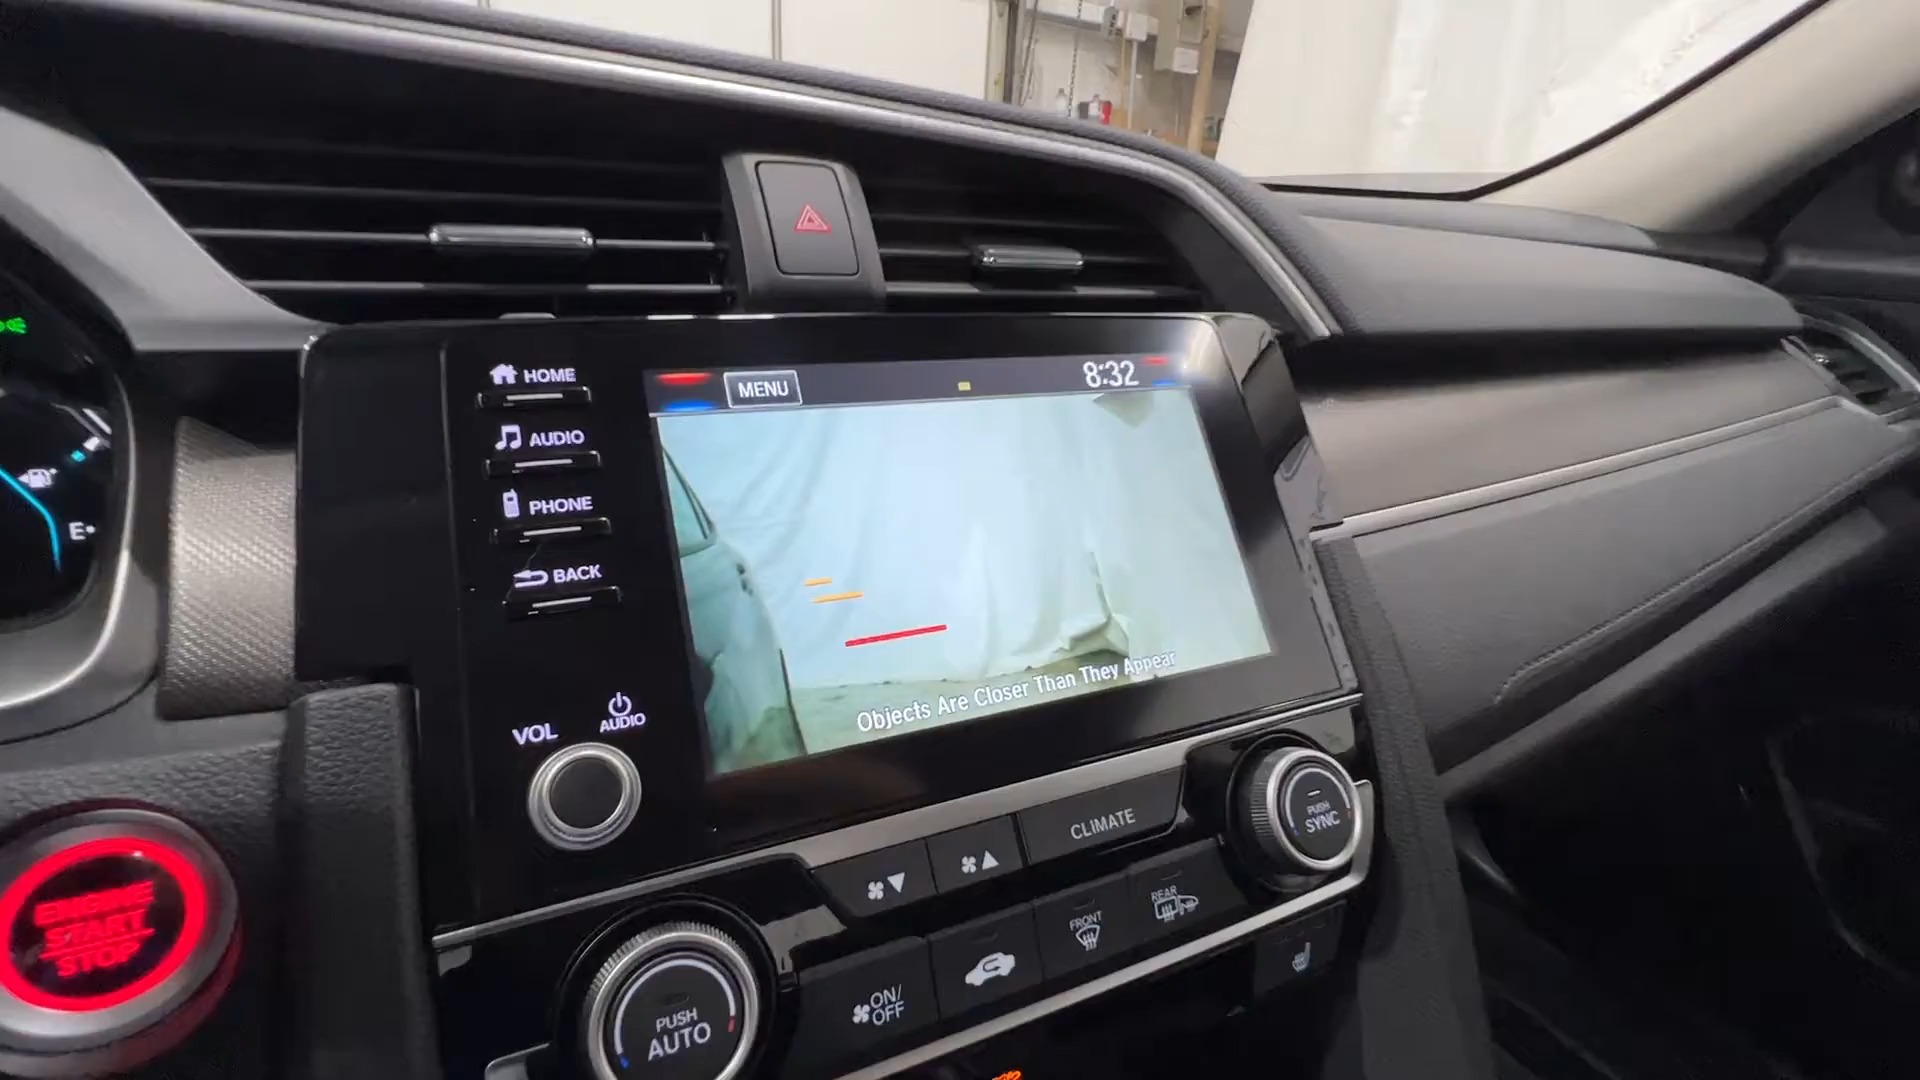 HOME
AUDIO
PHONE
BACK
VOL
AUDIO
MENU
8:32
Objects Are Closer Than They Appear
E
ENGINE
START
STOP
CLIMATE
PUSH
SYNC
FRONT
REAR
ON/
OFF
PUSH
AUTO